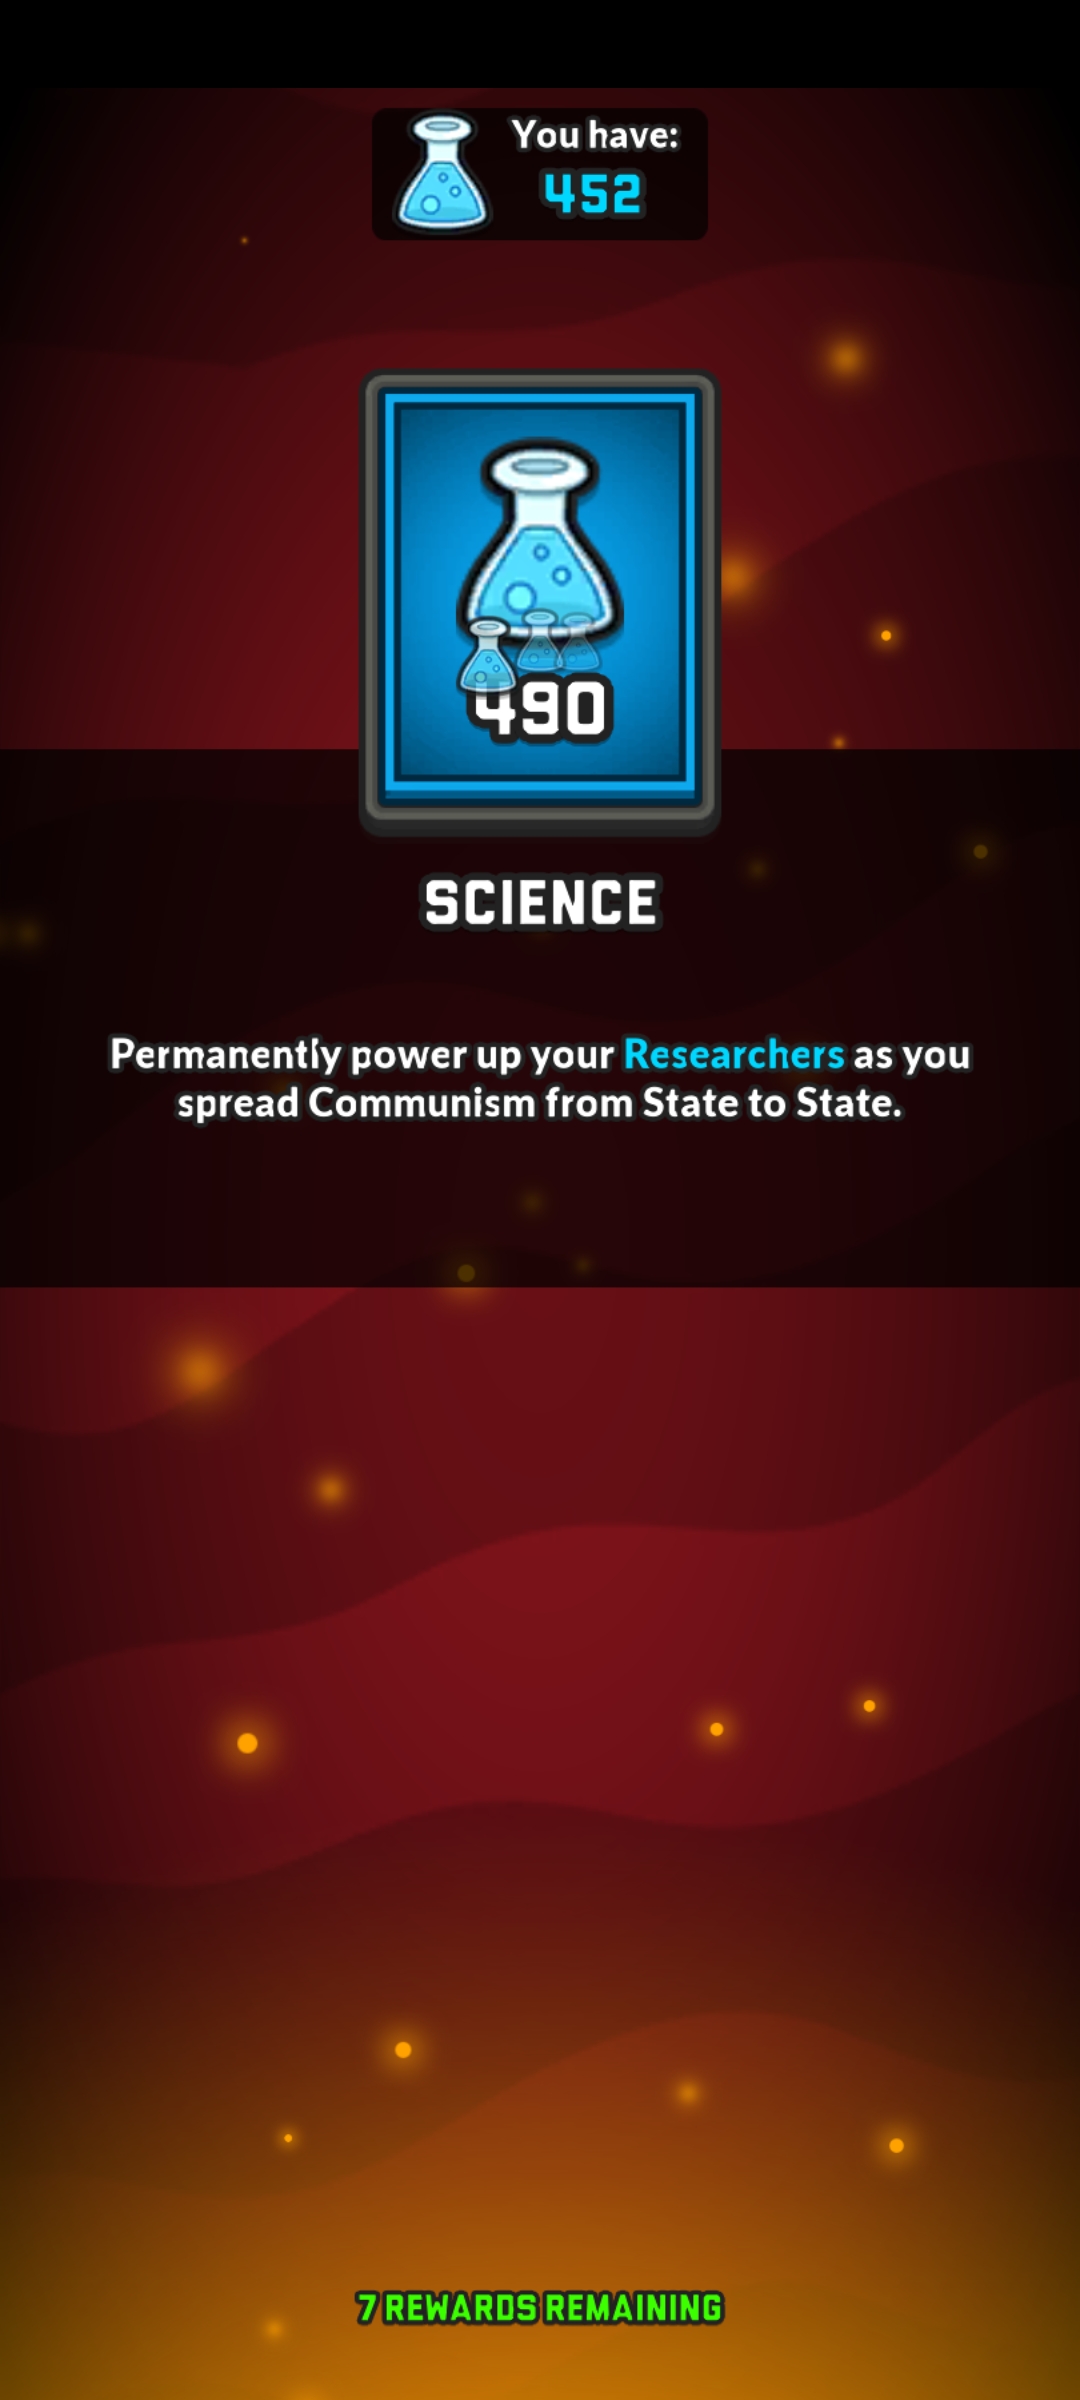 You have:
452
490
SCIENCE
Permanently power up your Researchers as you
spread Communism from State to State.
7 REWARDS REMAINING